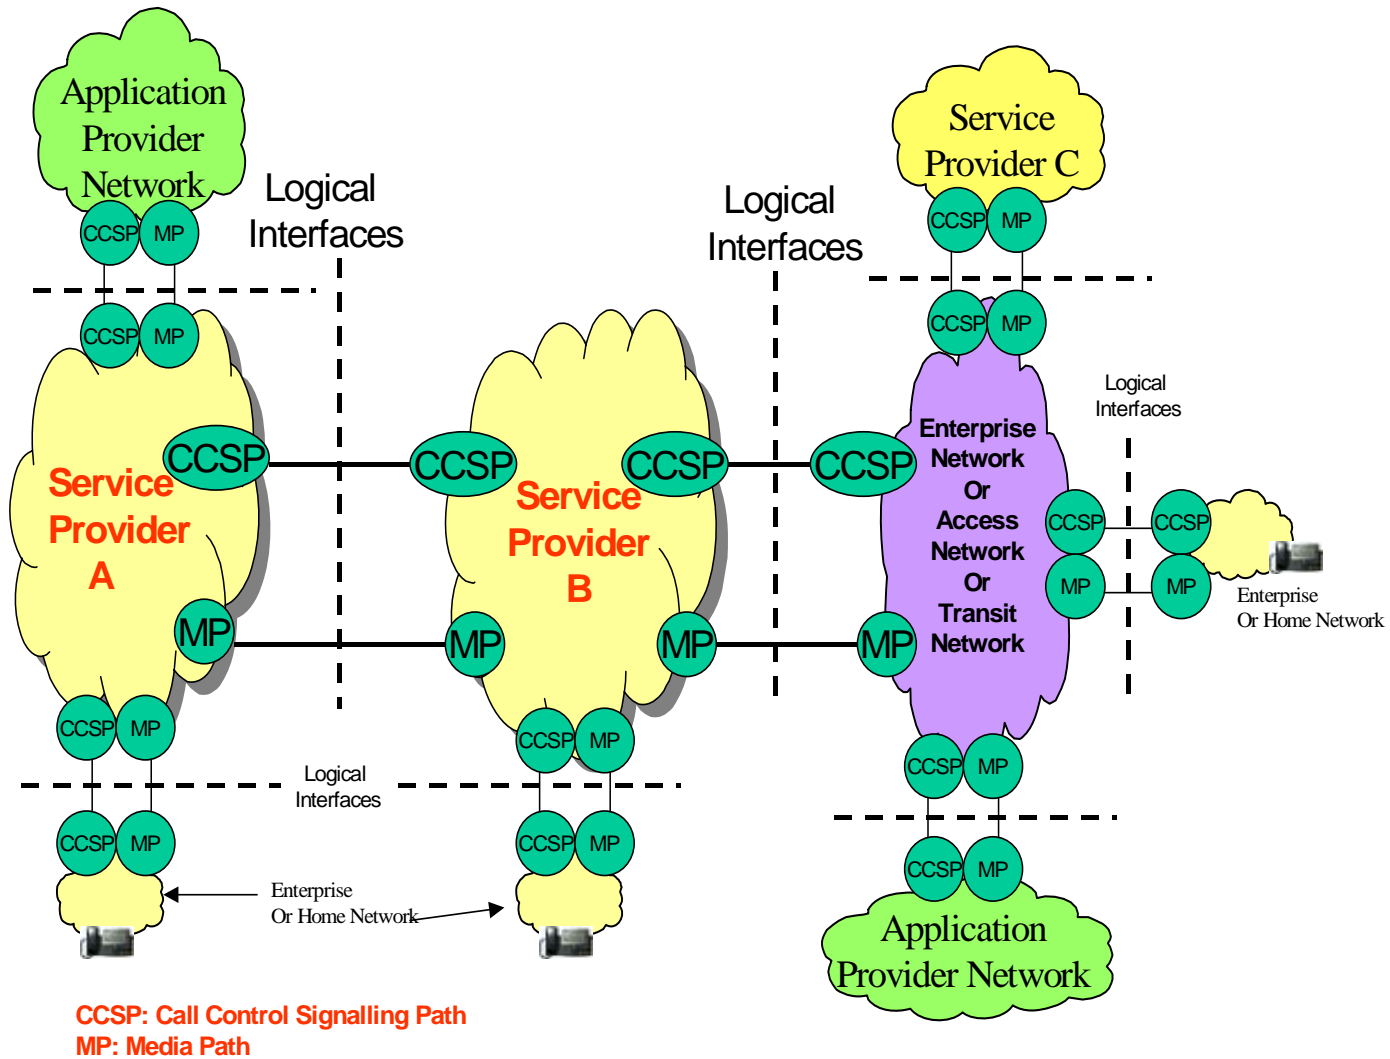 Application
Provider
Network
Service
Provider C
Logical
Interfaces
Logical
Interfaces
CCSP MP
CCSP MP
CCSP MP
CCSP MP
Logical
Interfaces
Service
Provider
A
CCSP
CCSP
Service
Provider
B
CCSP
CCSP
Enterprise
Network
Or
Access
Network
Or
Transit
Network
CCSP
CCSP
MP
MP
Enterprise
Or Home Network
MP
MP
MP
MP
CCSP MP
CCSP MP
CCSP MP
Logical
Interfaces
CCSP MP
CCSP MP
CCSP MP
Enterprise
Or Home Network
Application
Provider Network
CCSP: Call Control Signalling Path
MP: Media Path